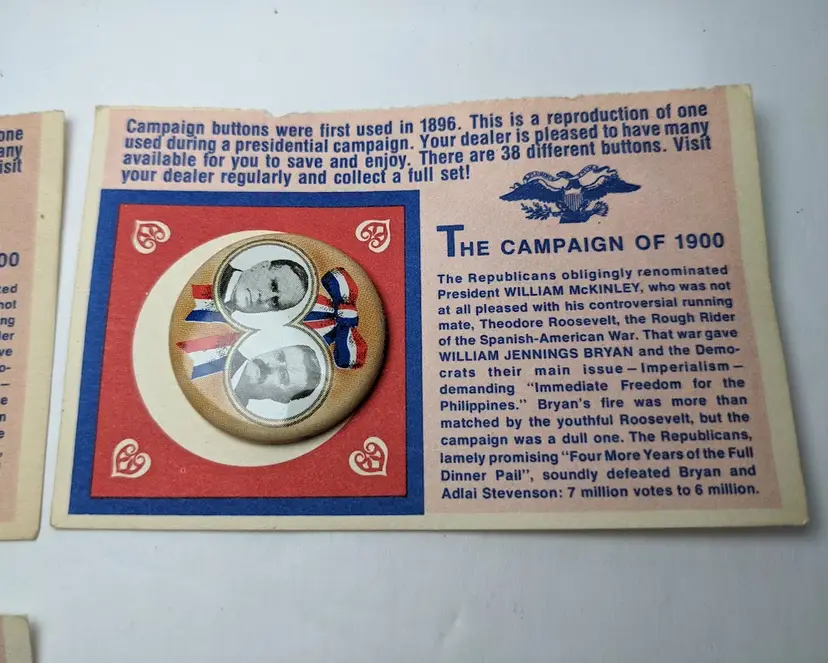 Campaign buttons were first used in 1896. This is a reproduction of one
used during a presidential campaign. Your dealer is pleased to have many
available for you to save and enjoy. There are 38 different buttons. Visit
your dealer regularly and collect a full set!
THE CAMPAIGN OF 1900
The Republicans obligingly renominated
President WILLIAM McKINLEY, who was not
at all pleased with his controversial running
mate, Theodore Roosevelt, the Rough Rider
of the Spanish-American War. That war gave
WILLIAM JENNINGS BRYAN and the Demo-
crats their main issue—Imperialism—
demanding "Immediate Freedom for the
Philippines." Bryan's fire was more than
matched by the youthful Roosevelt, but the
campaign was a dull one. The Republicans,
lamely promising "Four More Years of the Full
Dinner Pail", soundly defeated Bryan and
Adlai Stevenson: 7 million votes to 6 million.